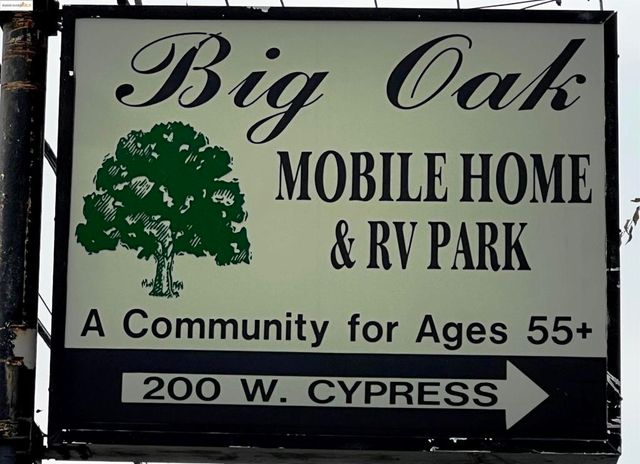 Big Oak
MOBILE HOME
& RV PARK
A Community for Ages 55+
200 W. CYPRESS